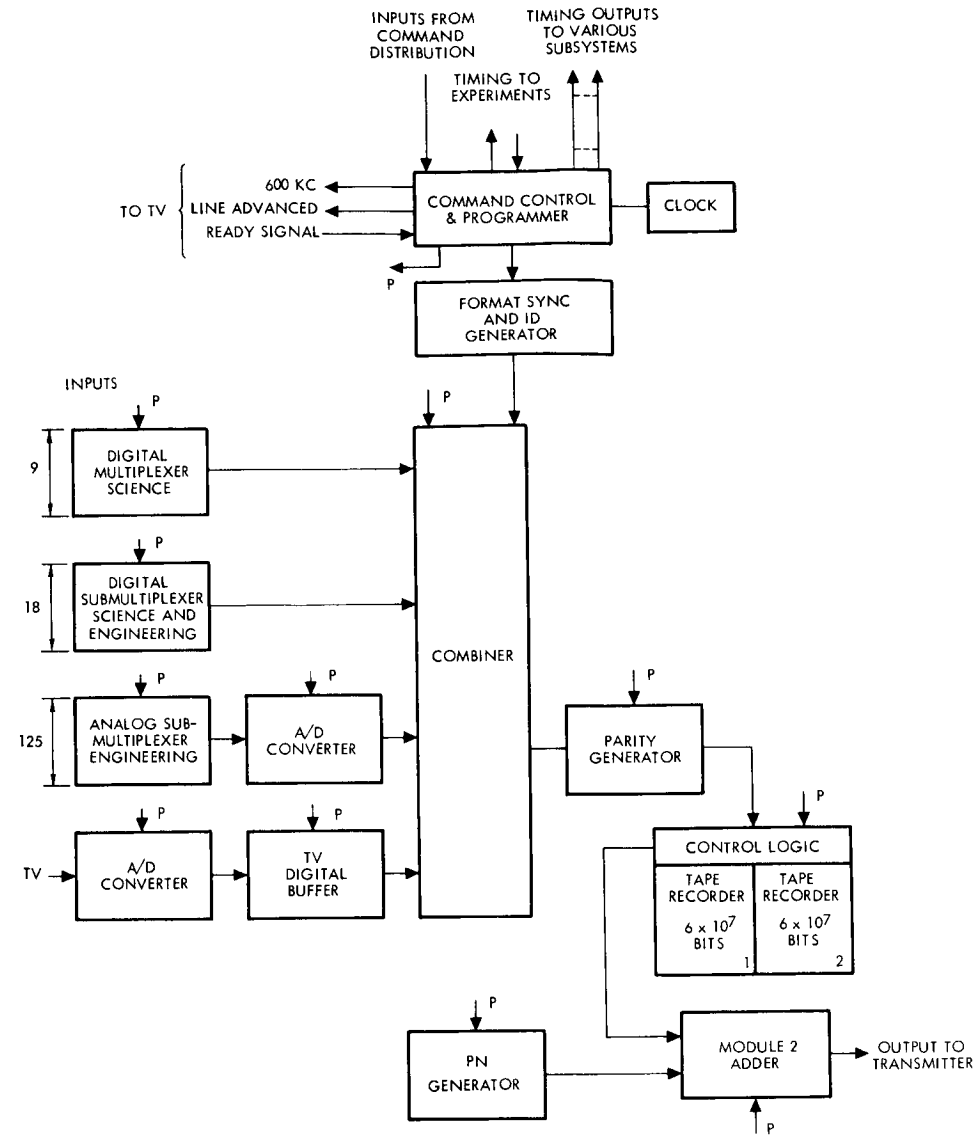 INPUTS FROM
COMMAND
DISTRIBUTION
TIMING OUTPUTS
TO VARIOUS
SUBSYSTEMS
TIMING TO
EXPERIMENTS
TO TV
600 KC
LINE ADVANCED
READY SIGNAL
COMMAND CONTROL
& PROGRAMMER
CLOCK
P
FORMAT SYNC
AND ID
GENERATOR
INPUTS
P
P
9
DIGITAL
MULTIPLEXER
SCIENCE
P
18
DIGITAL
SUBMULTIPLEXER
SCIENCE AND
ENGINEERING
COMBINER
P
P
125
ANALOG SUB-
MULTIPLEXER
ENGINEERING
A/D
CONVERTER
P
PARITY
GENERATOR
P
P
TV
A/D
CONVERTER
TV
DIGITAL
BUFFER
P
CONTROL LOGIC
TAPE
RECORDER
6 x 10⁷
BITS
1
TAPE
RECORDER
6 x 10⁷
BITS
2
P
PN
GENERATOR
MODULE 2
ADDER
OUTPUT TO
TRANSMITTER
P